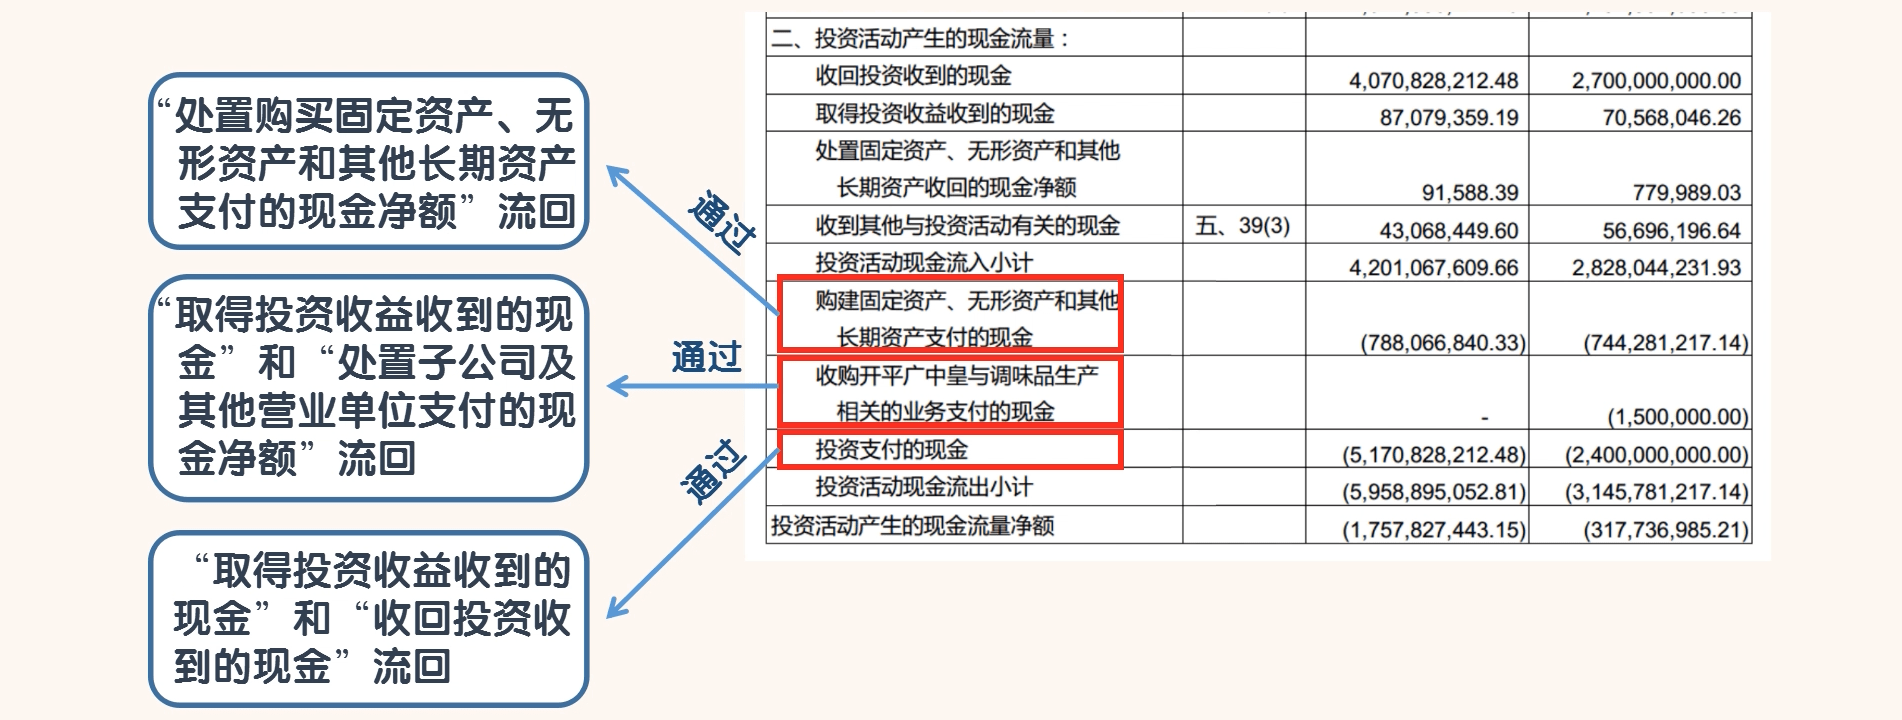 “处置购买固定资产、无
形资产和其他长期资产
支付的现金净额”流回
“取得投资收益收到的现
金”和“处置子公司及
其他营业单位支付的现
金净额”流回
“取得投资收益收到的
现金”和“收回投资收
到的现金”流回
通过
通过
通过
二、投资活动产生的现金流量：
收回投资收到的现金 4,070,828,212.48 2,700,000,000.00
取得投资收益收到的现金 87,079,359.19 70,568,046.26
处置固定资产、无形资产和其他
长期资产收回的现金净额 91,588.39 779,989.03
收到其他与投资活动有关的现金 五、39(3) 43,068,449.60 56,696,196.64
投资活动现金流入小计 4,201,067,609.66 2,828,044,231.93
购建固定资产、无形资产和其他
长期资产支付的现金 (788,066,840.33) (744,281,217.14)
收购开平广中皇与调味品生产
相关的业务支付的现金 - (1,500,000.00)
投资支付的现金 (5,170,828,212.48) (2,400,000,000.00)
投资活动现金流出小计 (5,958,895,052.81) (3,145,781,217.14)
投资活动产生的现金流量净额 (1,757,827,443.15) (317,736,985.21)